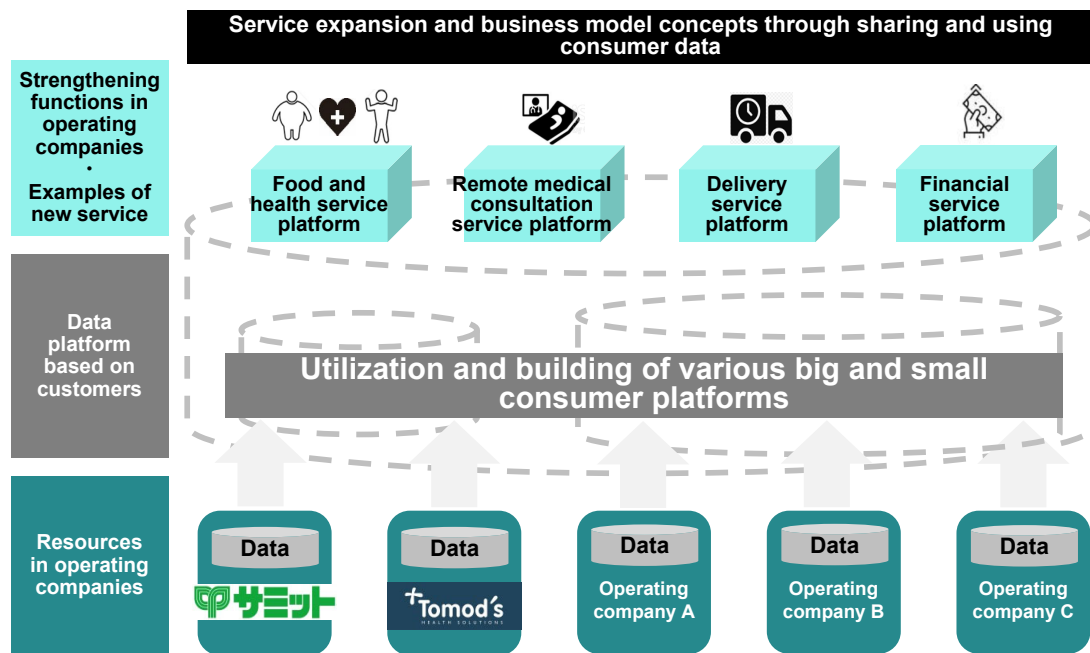 Service expansion and business model concepts through sharing and using
consumer data
Strengthening
functions in
operating
companies
・
Examples of
new service
Food and
health service
platform
Remote medical
consultation
service platform
Delivery
service
platform
Financial
service
platform
Data
platform
based on
customers
Utilization and building of various big and small
consumer platforms
Resources
in operating
companies
Data
サミット
Data
Tomod's
HEALTH SOLUTIONS
Data
Operating
company A
Data
Operating
company B
Data
Operating
company C